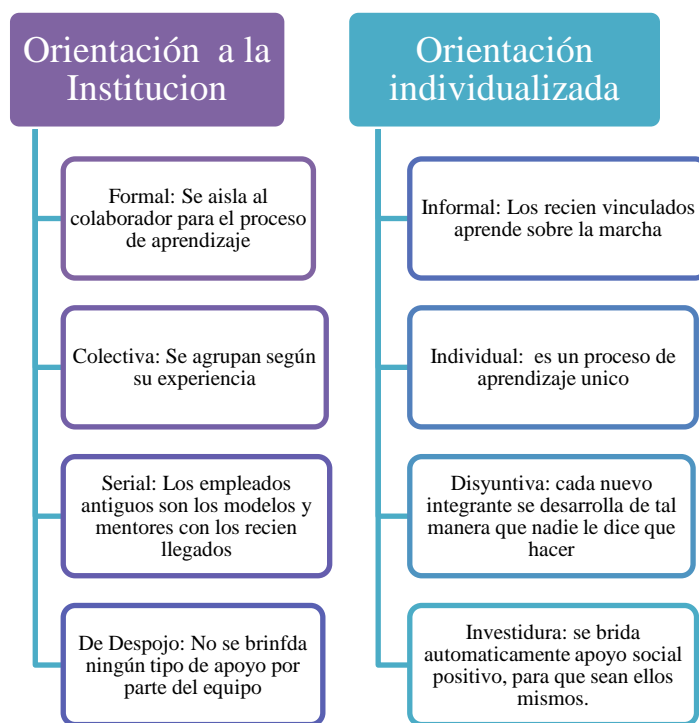 Orientación a la
Institucion
Formal: Se aisla al
colaborador para el proceso
de aprendizaje
Colectiva: Se agrupan según
su experiencia
Serial: Los empleados
antiguos son los modelos y
mentores con los recien
llegados
De Despojo: No se brinfda
ningún tipo de apoyo por
parte del equipo
Orientación
individualizada
Informal: Los recien vinculados
aprende sobre la marcha
Individual: es un proceso de
aprendizaje unico
Disyuntiva: cada nuevo
integrante se desarrolla de tal
manera que nadie le dice que
hacer
Investidura: se brida
automaticamente apoyo social
positivo, para que sean ellos
mismos.